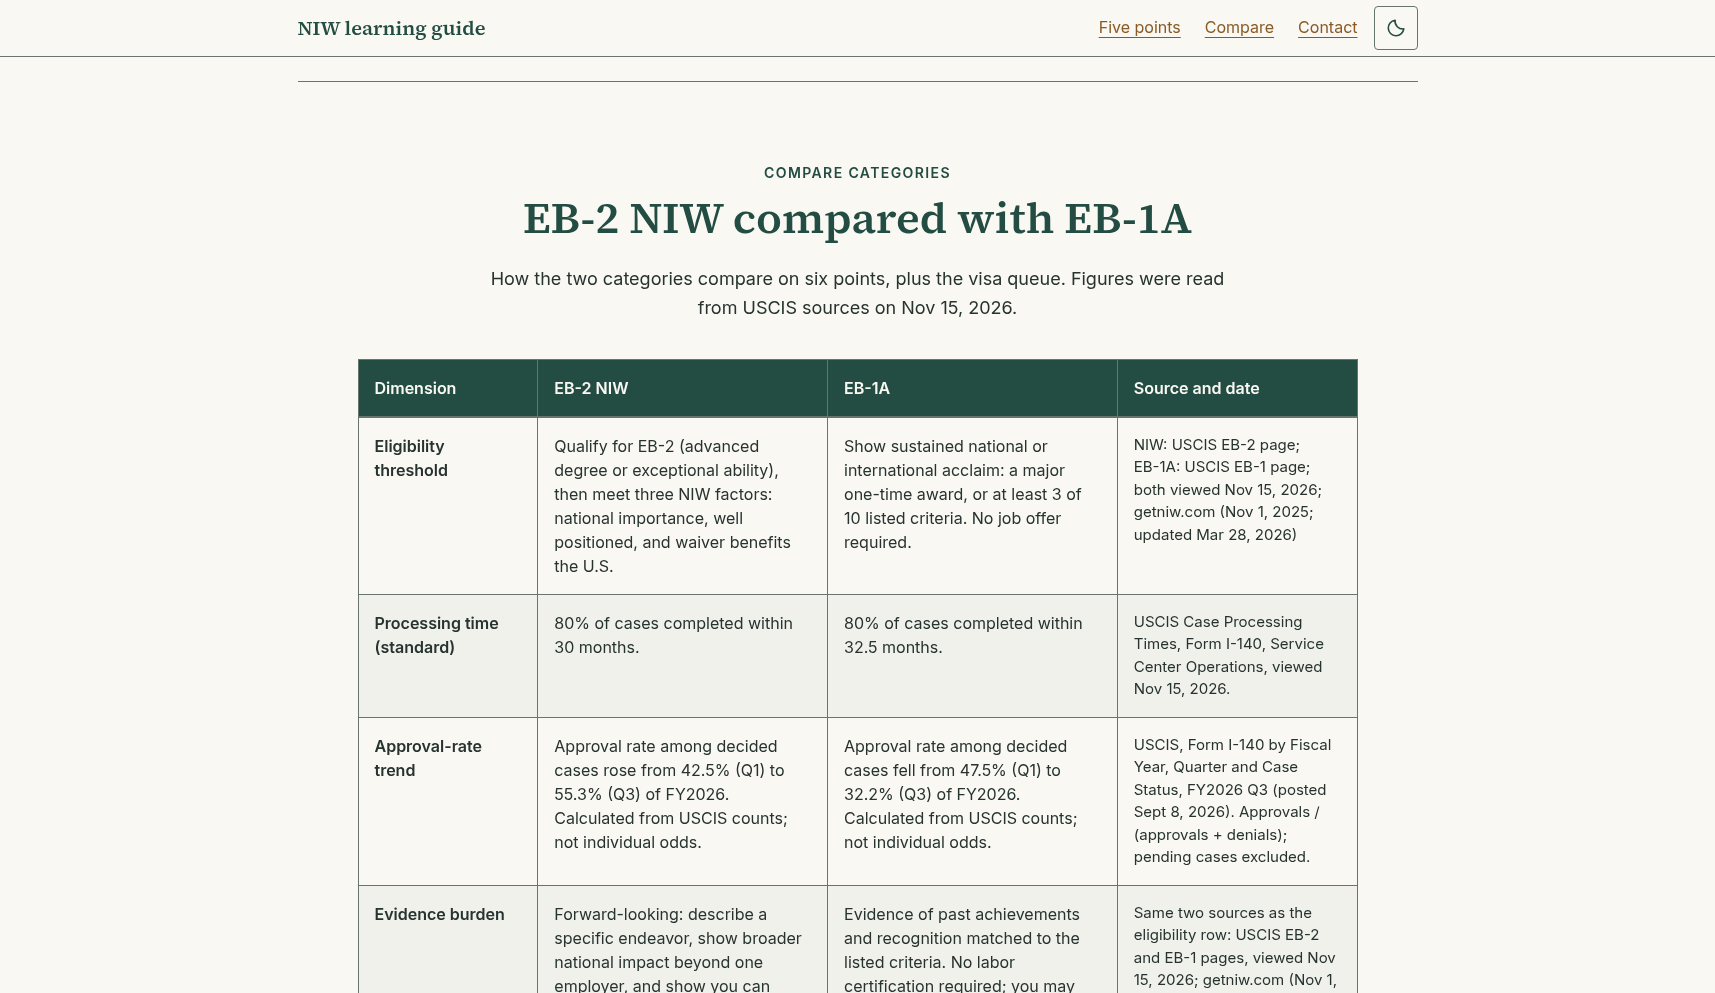 NIW learning guide
Five points
Compare
Contact
COMPARE CATEGORIES
EB-2 NIW compared with EB-1A
How the two categories compare on six points, plus the visa queue. Figures were read
from USCIS sources on Nov 15, 2026.
Dimension
EB-2 NIW
EB-1A
Source and date
Eligibility
threshold
Qualify for EB-2 (advanced
degree or exceptional ability),
then meet three NIW factors:
national importance, well
positioned, and waiver benefits
the U.S.
Show sustained national or
international acclaim: a major
one-time award, or at least 3 of
10 listed criteria. No job offer
required.
NIW: USCIS EB-2 page;
EB-1A: USCIS EB-1 page;
both viewed Nov 15, 2026;
getniw.com (Nov 1, 2025;
updated Mar 28, 2026)
Processing time
(standard)
80% of cases completed within
30 months.
80% of cases completed within
32.5 months.
USCIS Case Processing
Times, Form I-140, Service
Center Operations, viewed
Nov 15, 2026.
Approval-rate
trend
Approval rate among decided
cases rose from 42.5% (Q1) to
55.3% (Q3) of FY2026.
Calculated from USCIS counts;
not individual odds.
Approval rate among decided
cases fell from 47.5% (Q1) to
32.2% (Q3) of FY2026.
Calculated from USCIS counts;
not individual odds.
USCIS, Form I-140 by Fiscal
Year, Quarter and Case
Status, FY2026 Q3 (posted
Sept 8, 2026). Approvals /
(approvals + denials);
pending cases excluded.
Evidence burden
Forward-looking: describe a
specific endeavor, show broader
national impact beyond one
employer, and show you can
Evidence of past achievements
and recognition matched to the
listed criteria. No labor
certification required; you may
Same two sources as the
eligibility row: USCIS EB-2
and EB-1 pages, viewed Nov
15, 2026; getniw.com (Nov 1,